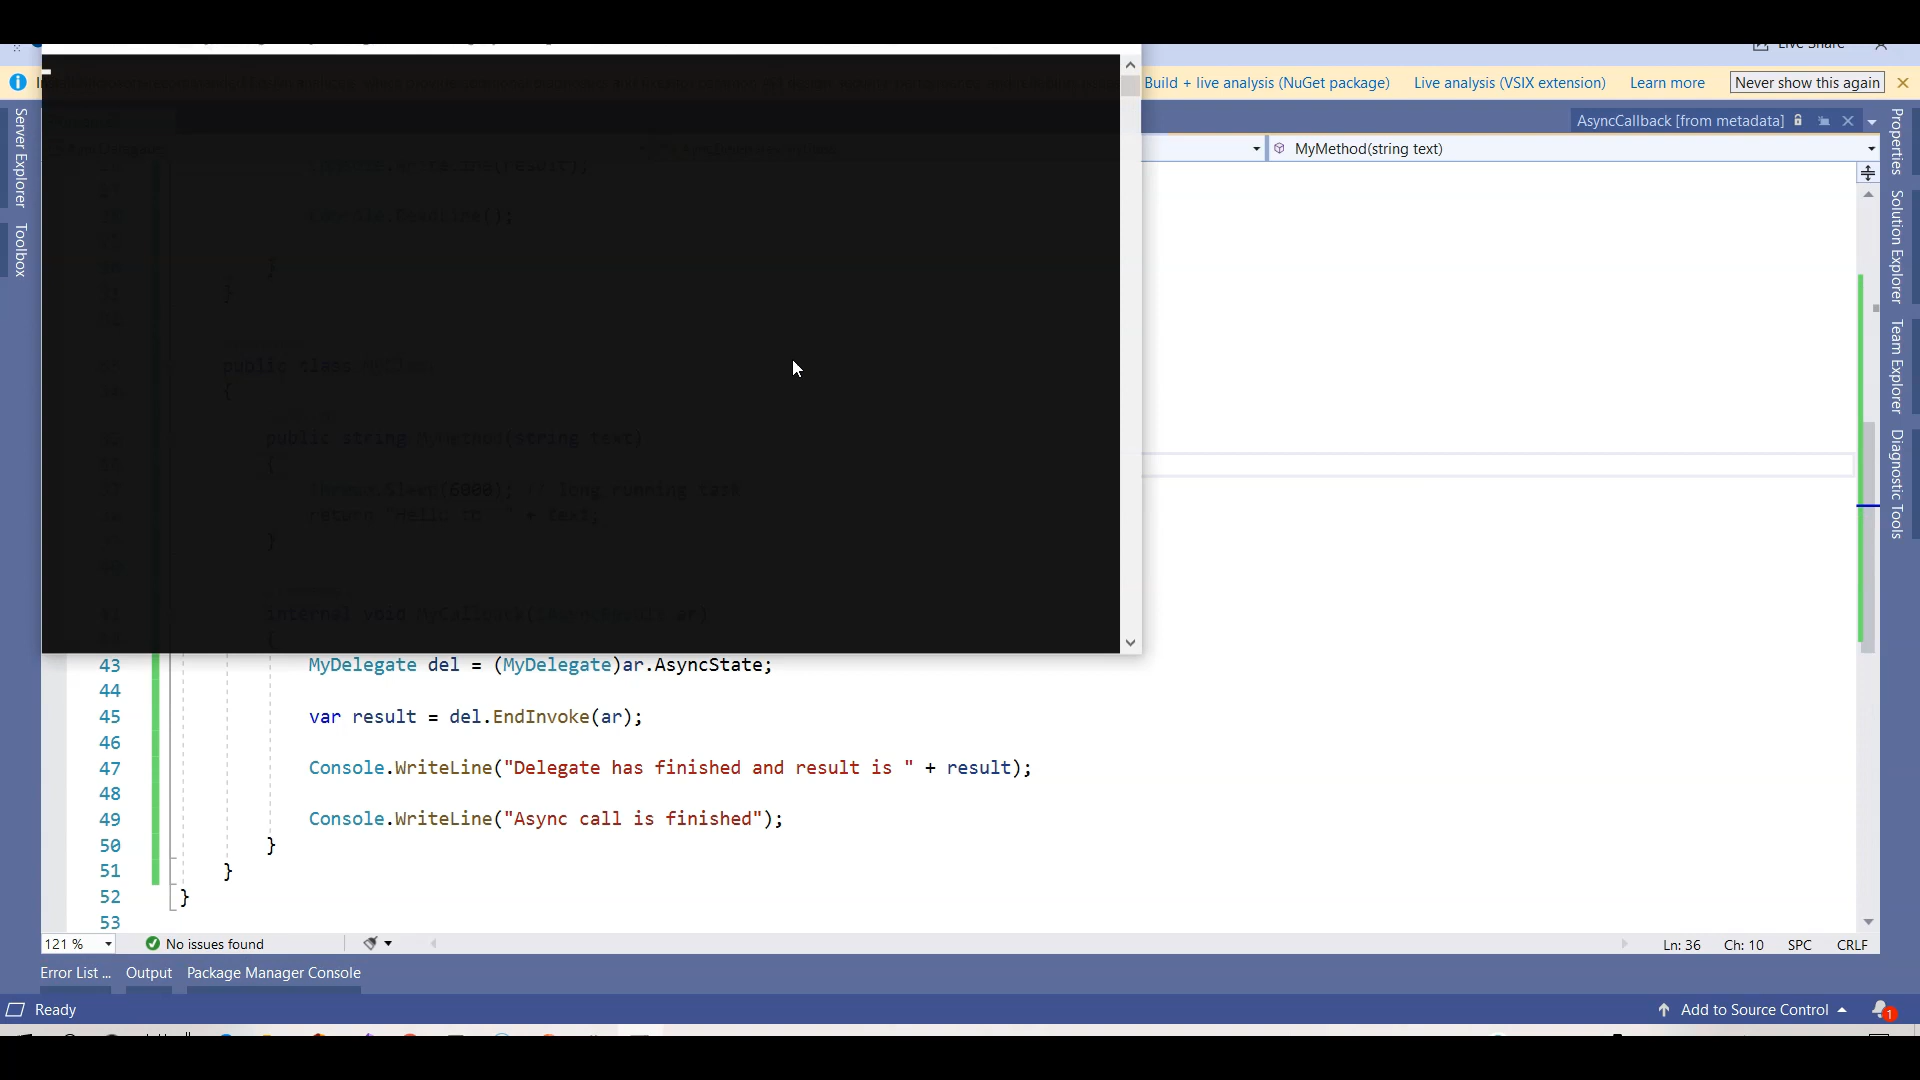 Live Share
Build + live analysis (NuGet package) Live analysis (VSIX extension) Learn more Never show this again
AsyncCallback [from metadata]
MyMethod(string text)
Server Explorer
Toolbox
Properties
Solution Explorer
Team Explorer
Diagnostic Tools
public class
{
public string MyMethod(string text)
{
Thread.Sleep(6000); // long running task
return "Hello to " + text;
}
internal void MyCallback(IAsyncResult ar)
43 MyDelegate del = (MyDelegate)ar.AsyncState;
44
45 var result = del.EndInvoke(ar);
46
47 Console.WriteLine("Delegate has finished and result is " + result);
48
49 Console.WriteLine("Async call is finished");
50 }
51 }
52 }
53
121 % No issues found Ln: 36 Ch: 10 SPC CRLF
Error List ... Output Package Manager Console
Ready Add to Source Control 1